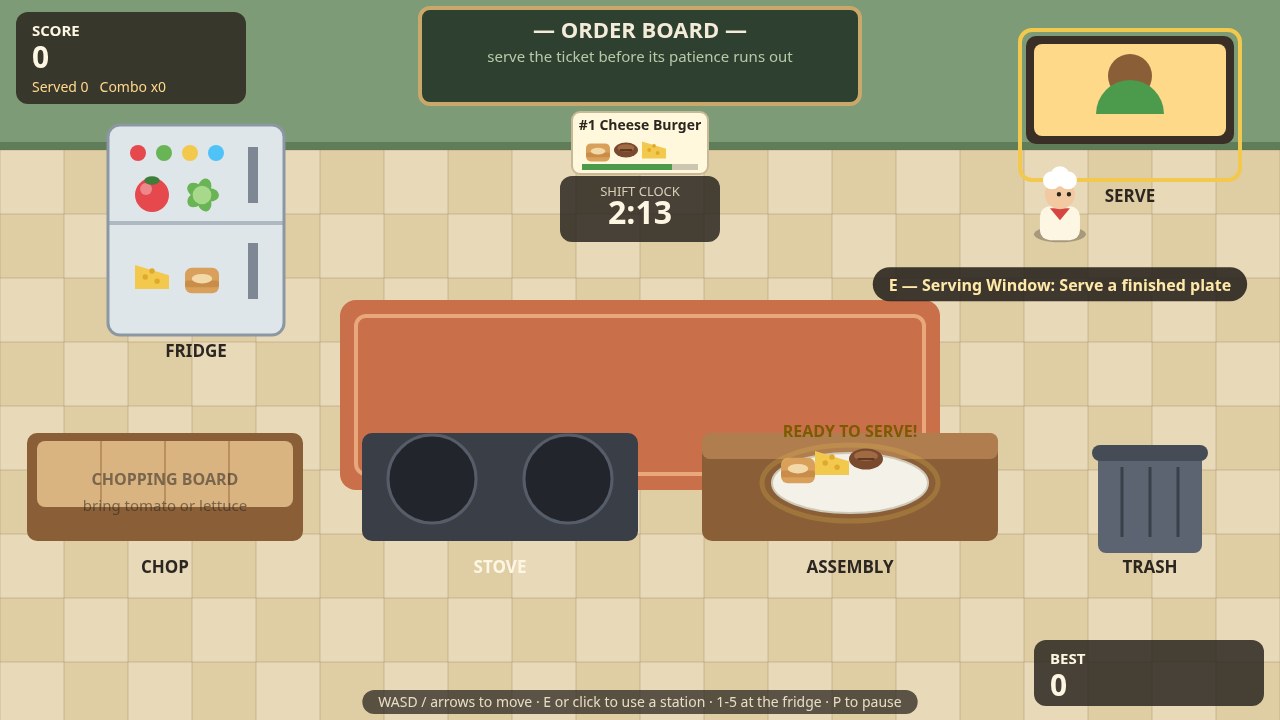 SCORE
0
Served 0 Combo x0
— ORDER BOARD —
serve the ticket before its patience runs out
#1 Cheese Burger
SHIFT CLOCK
2:13
SERVE
E — Serving Window: Serve a finished plate
FRIDGE
READY TO SERVE!
CHOPPING BOARD
bring tomato or lettuce
CHOP
STOVE
ASSEMBLY
TRASH
BEST
0
WASD / arrows to move · E or click to use a station · 1-5 at the fridge · P to pause